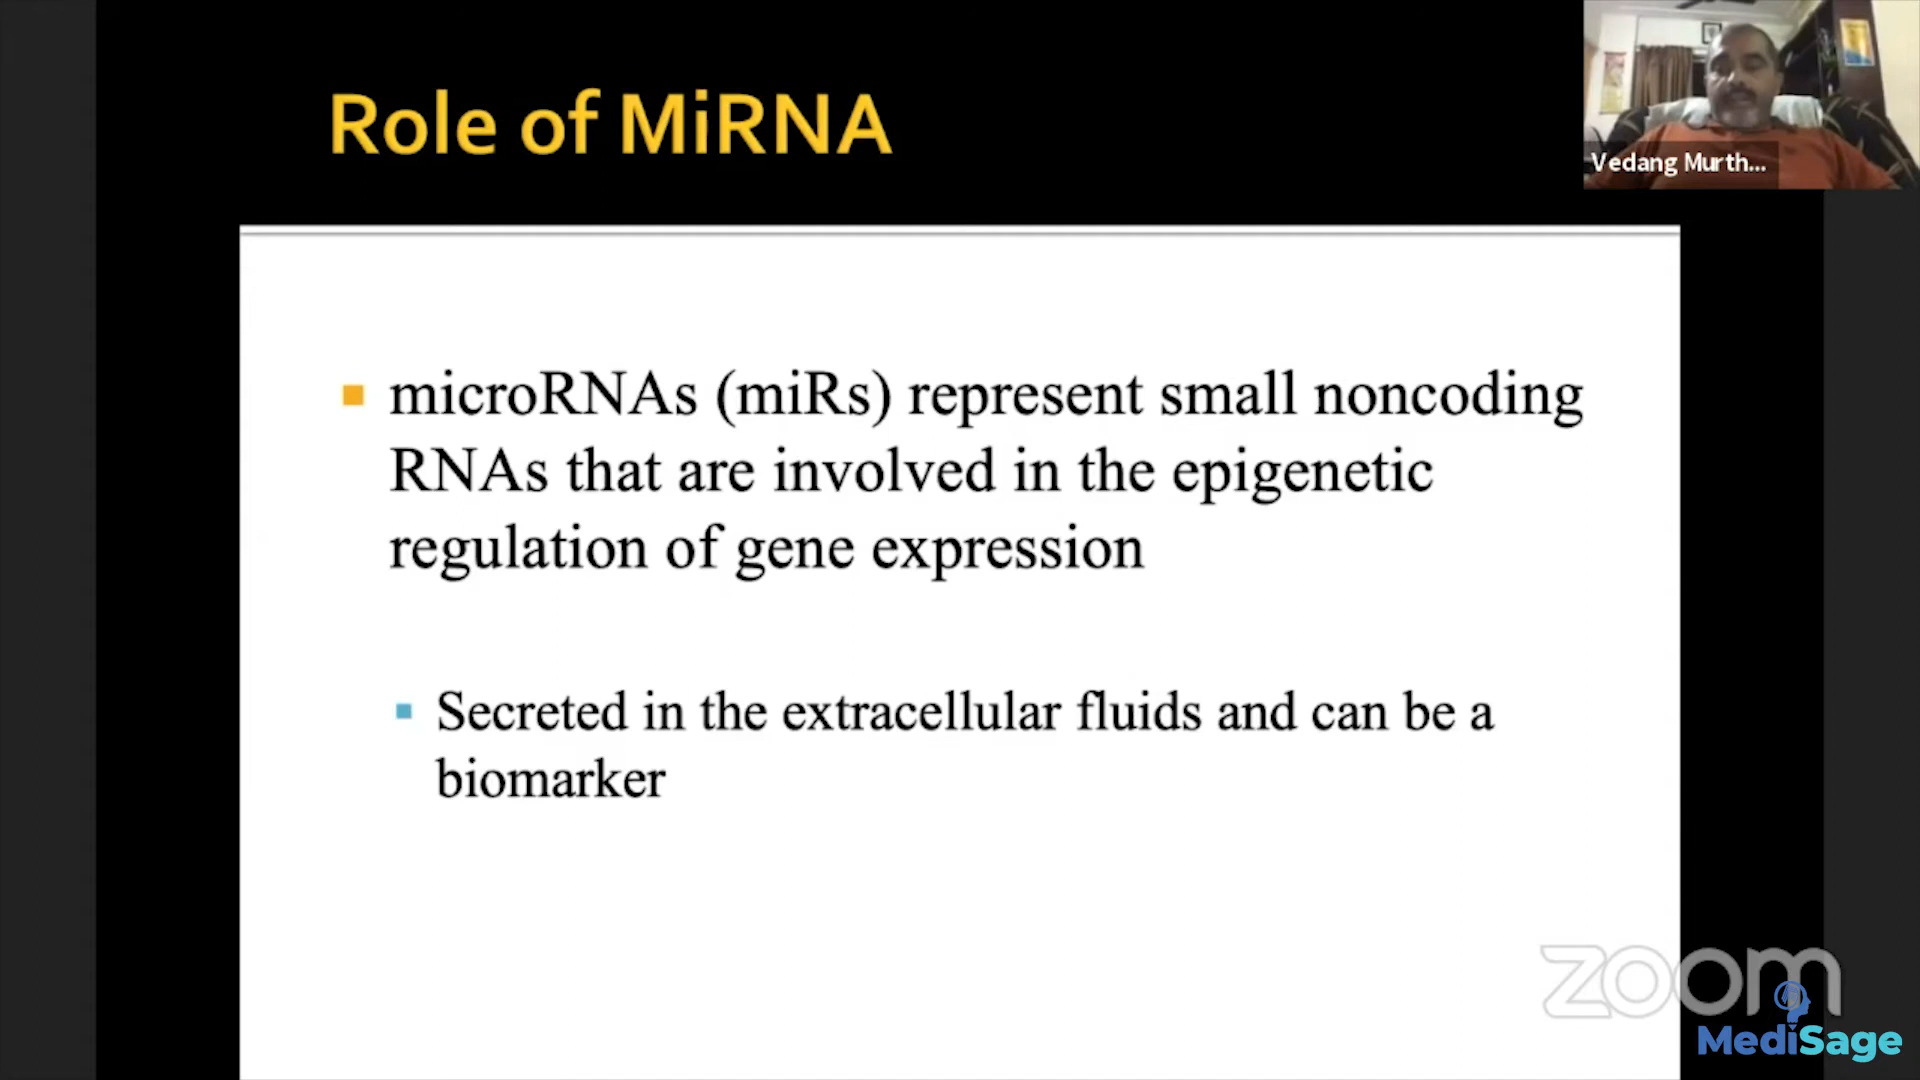 Role of MiRNA
Vedang Murth...
microRNAs (miRs) represent small noncoding
RNAs that are involved in the epigenetic
regulation of gene expression
Secreted in the extracellular fluids and can be a
biomarker
zoom
MediSage